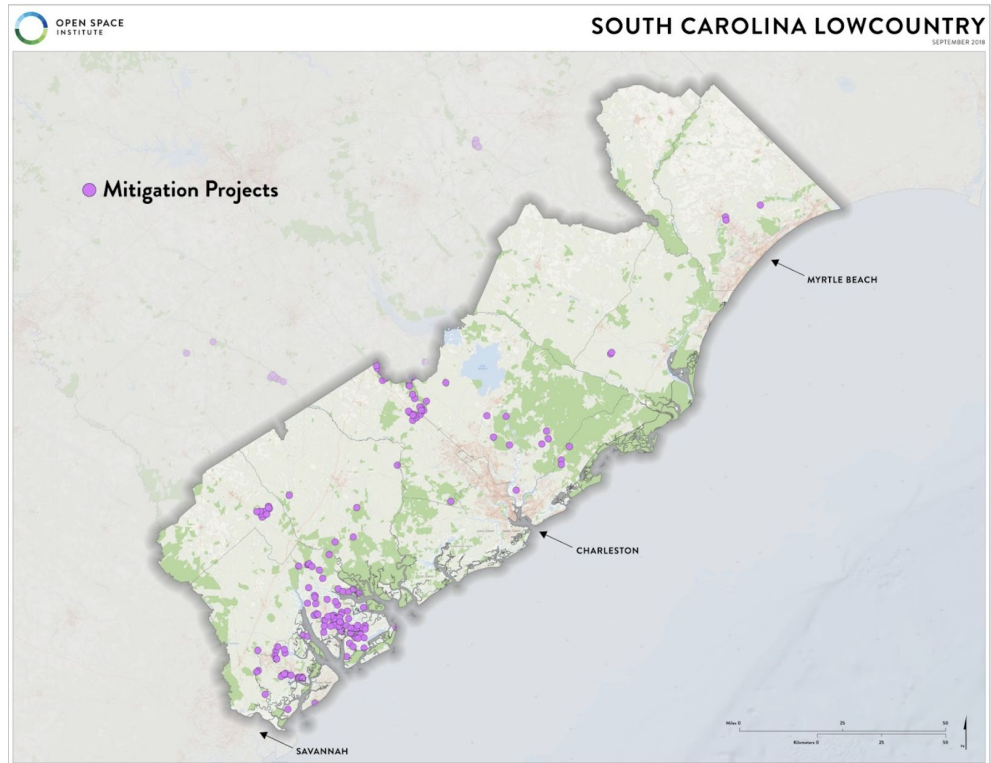 OPEN SPACE
INSTITUTE
SOUTH CAROLINA LOWCOUNTRY
SEPTEMBER 2018
Mitigation Projects
MYRTLE BEACH
CHARLESTON
SAVANNAH
Miles 0 25 50
Kilometers 0 25 50